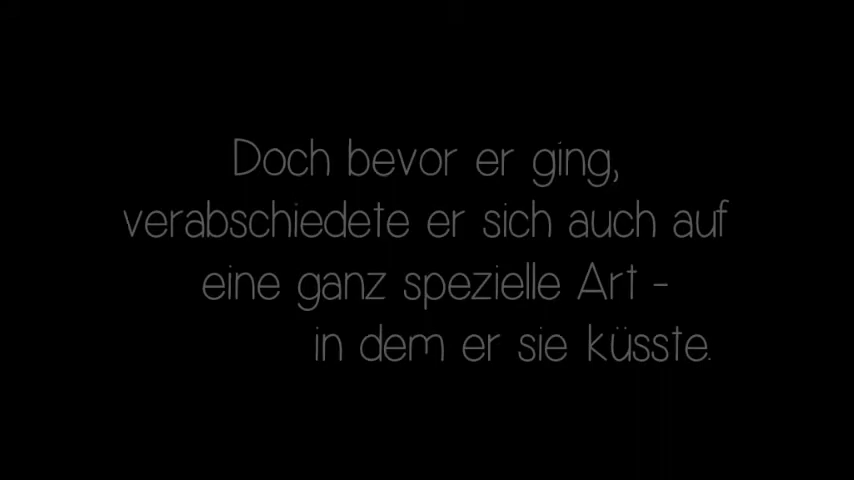 Doch bevor er ging,
verabschiedete er sich auch auf
eine ganz spezielle Art -
in dem er sie küsste.